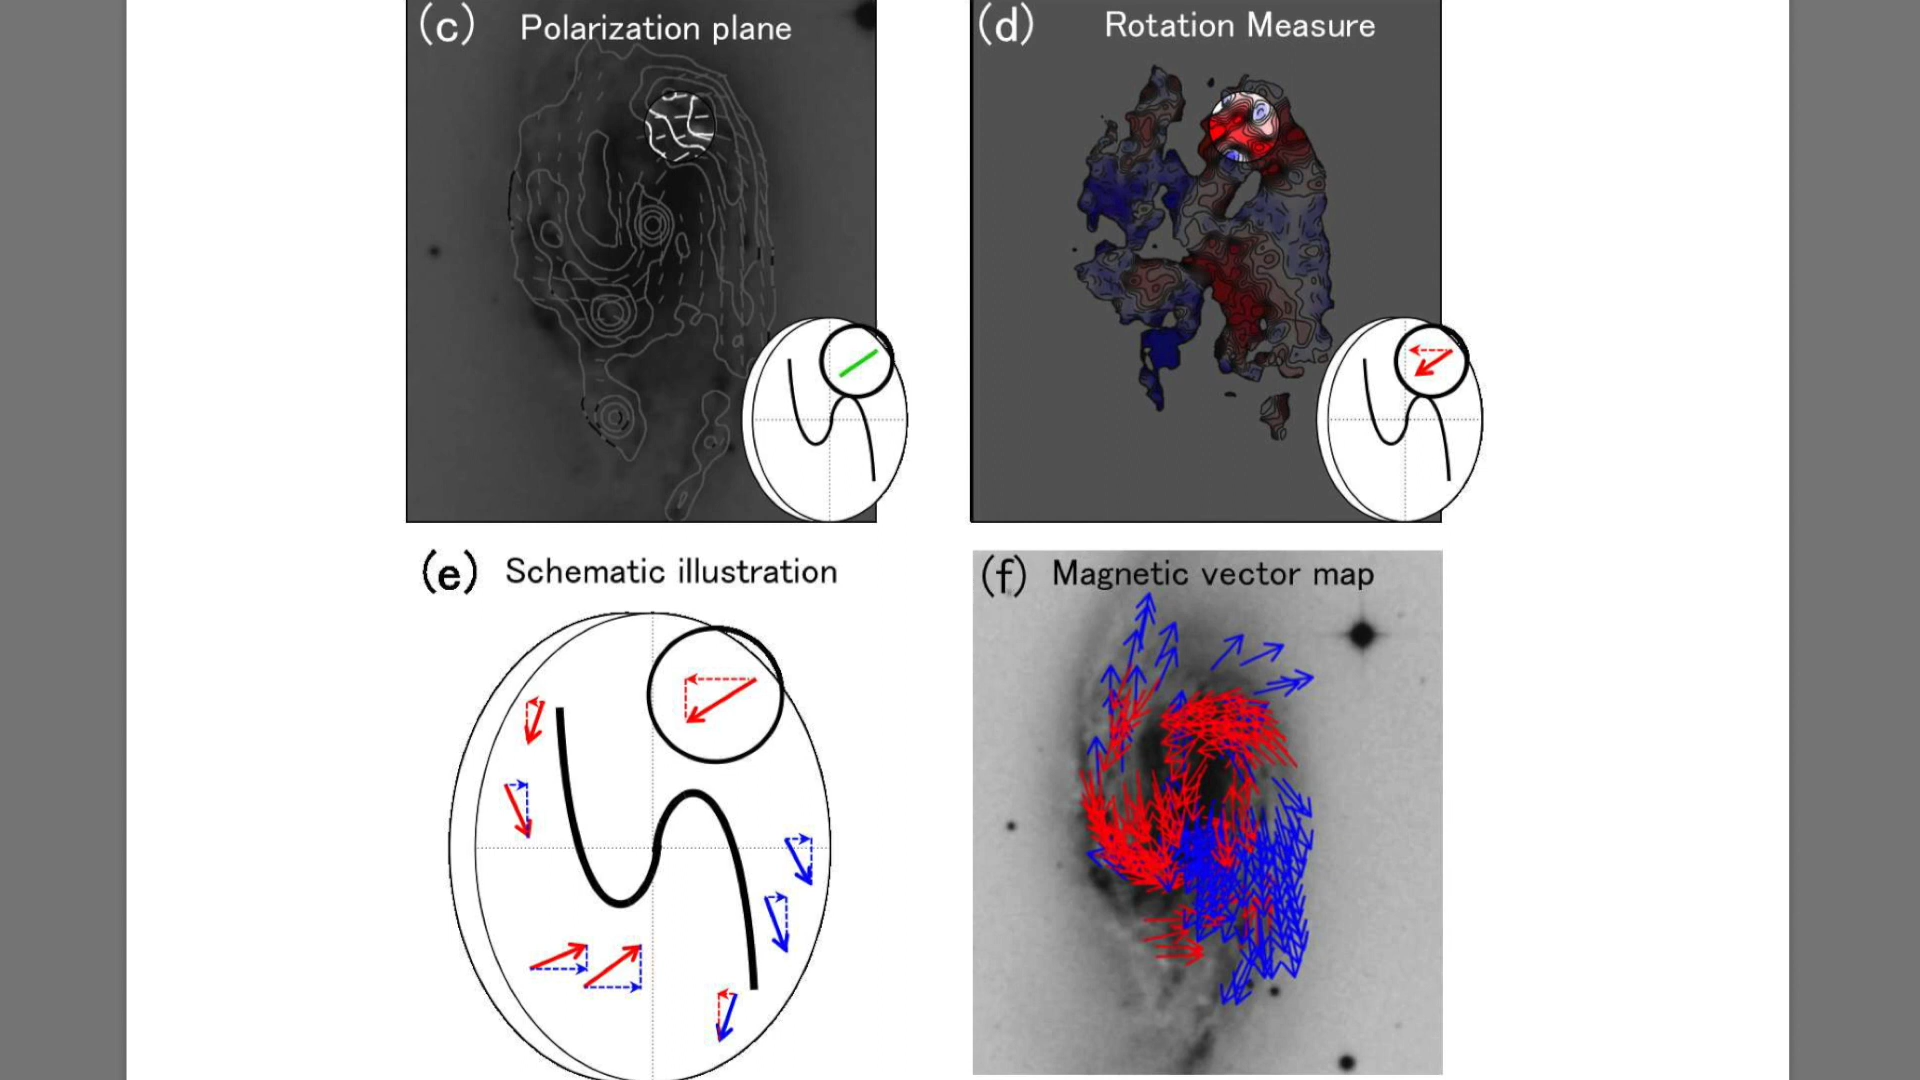 (c) Polarization plane
(d) Rotation Measure
(e) Schematic illustration
(f) Magnetic vector map